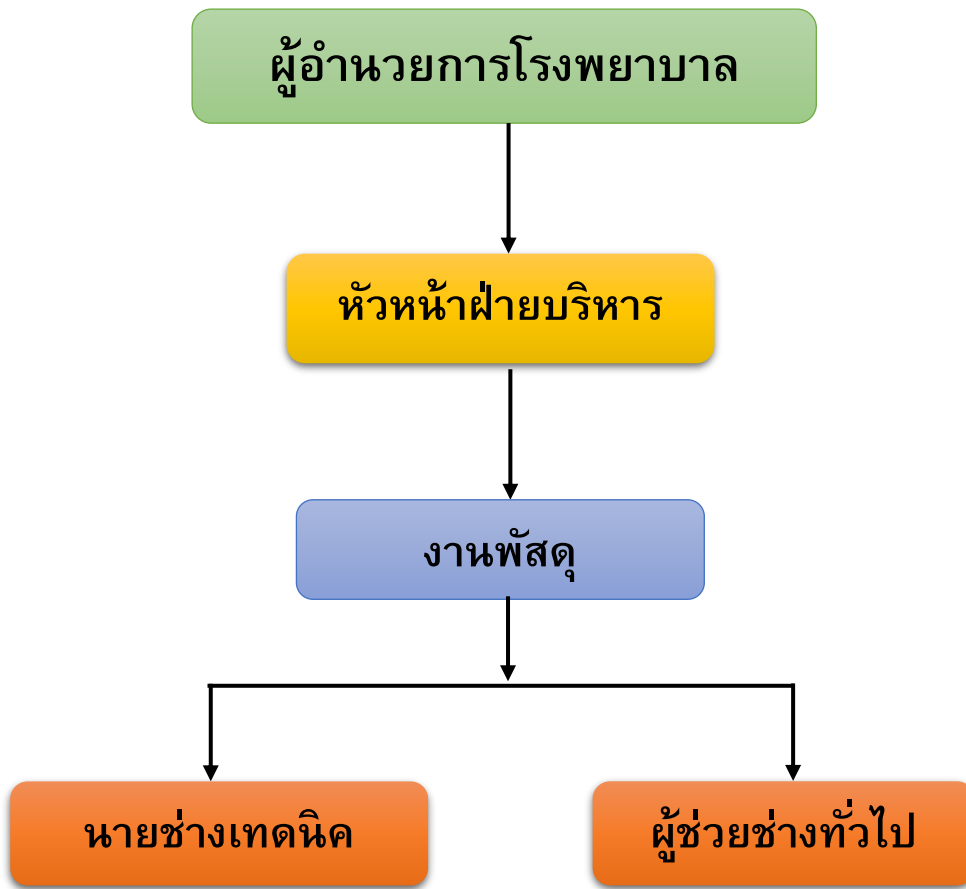 ผู้อำนวยการโรงพยาบาล
หัวหน้าฝ่ายบริหาร
งานพัสดุ
นายช่างเทดนิค
ผู้ช่วยช่างทั่วไป